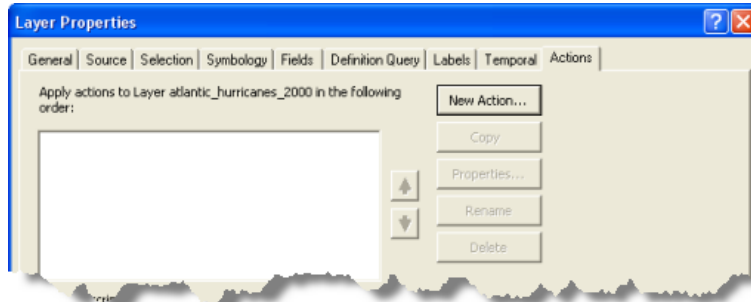 Layer Properties
General Source Selection Symbology Fields Definition Query Labels Temporal Actions
Apply actions to Layer atlantic_hurricanes_2000 in the following
order:
New Action...
Copy
Properties...
Rename
Delete